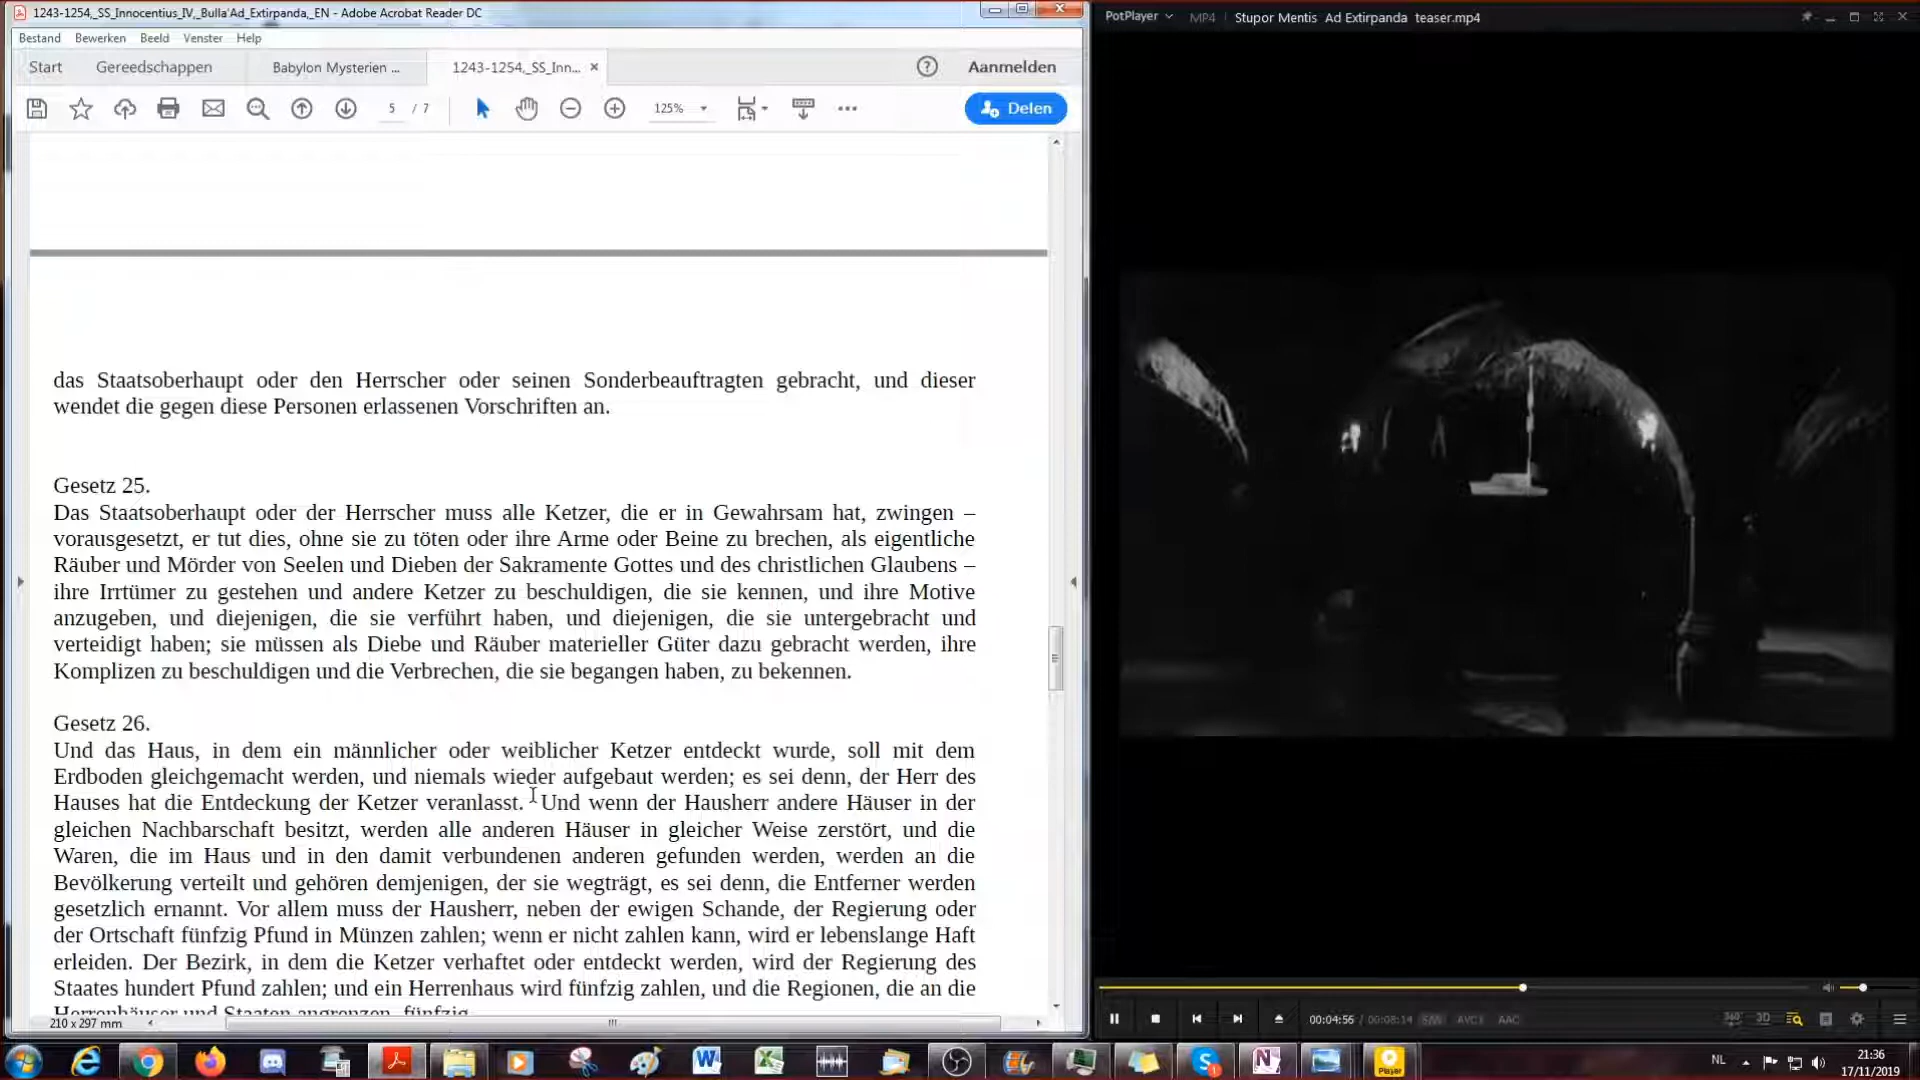 1243-1254,_SS_Innocentius_IV,_Bulla'Ad_Extirpanda,_EN - Adobe Acrobat Reader DC
Bestand Bewerken Beeld Venster Help
Start Gereedschappen Babylon Mysterien ... 1243-1254,_SS_Inn... × Aanmelden
5 / 7 125% Delen
das Staatsoberhaupt oder den Herrscher oder seinen Sonderbeauftragten gebracht, und dieser
wendet die gegen diese Personen erlassenen Vorschriften an.
Gesetz 25.
Das Staatsoberhaupt oder der Herrscher muss alle Ketzer, die er in Gewahrsam hat, zwingen –
vorausgesetzt, er tut dies, ohne sie zu töten oder ihre Arme oder Beine zu brechen, als eigentliche
Räuber und Mörder von Seelen und Dieben der Sakramente Gottes und des christlichen Glaubens –
ihre Irrtümer zu gestehen und andere Ketzer zu beschuldigen, die sie kennen, und ihre Motive
anzugeben, und diejenigen, die sie verführt haben, und diejenigen, die sie untergebracht und
verteidigt haben; sie müssen als Diebe und Räuber materieller Güter dazu gebracht werden, ihre
Komplizen zu beschuldigen und die Verbrechen, die sie begangen haben, zu bekennen.
Gesetz 26.
Und das Haus, in dem ein männlicher oder weiblicher Ketzer entdeckt wurde, soll mit dem
Erdboden gleichgemacht werden, und niemals wieder aufgebaut werden; es sei denn, der Herr des
Hauses hat die Entdeckung der Ketzer veranlasst. Und wenn der Hausherr andere Häuser in der
gleichen Nachbarschaft besitzt, werden alle anderen Häuser in gleicher Weise zerstört, und die
Waren, die im Haus und in den damit verbundenen anderen gefunden werden, werden an die
Bevölkerung verteilt und gehören demjenigen, der sie wegträgt, es sei denn, die Entferner werden
gesetzlich ernannt. Vor allem muss der Hausherr, neben der ewigen Schande, der Regierung oder
der Ortschaft fünfzig Pfund in Münzen zahlen; wenn er nicht zahlen kann, wird er lebenslange Haft
erleiden. Der Bezirk, in dem die Ketzer verhaftet oder entdeckt werden, wird der Regierung des
Staates hundert Pfund zahlen; und ein Herrenhaus wird fünfzig zahlen, und die Regionen, die an die
Herrenhäuser und Staaten angrenzen, fünfzig
210 x 297 mm
PotPlayer MP4 Stupor Mentis Ad Extirpanda teaser.mp4
00:04:56 / 00:08:14 S/W AVC1 AAC
360° 3D
Player
NL
21:36
17/11/2019